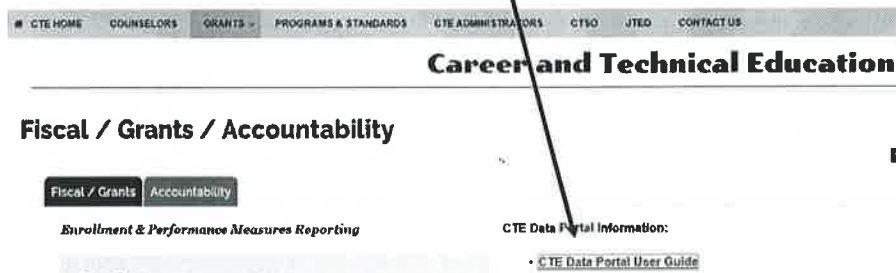 CTE HOME COUNSELORS GRANTS PROGRAMS & STANDARDS CTE ADMINISTRATORS CTSO JTED CONTACT US
Career and Technical Education
Fiscal / Grants / Accountability
Fiscal / Grants Accountability
Enrollment & Performance Measures Reporting
CTE Data Portal Information:
• CTE Data Portal User Guide